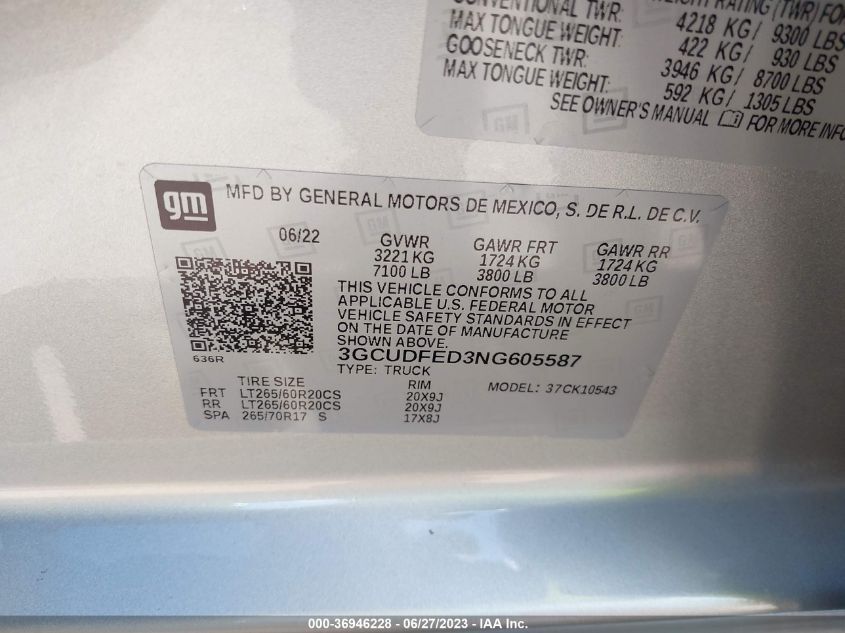 CONVENTIONAL TWR: 4218 KG/ 9300 LBS
MAX TONGUE WEIGHT: 422 KG/ 930 LBS
GOOSENECK TWR: 3946 KG/ 8700 LBS
MAX TONGUE WEIGHT: 592 KG/ 1305 LBS
SEE OWNER'S MANUAL FOR MORE INFO
gm MFD BY GENERAL MOTORS DE MEXICO, S. DE R.L. DE C.V.
06/22 GVWR GAWR FRT GAWR RR
3221 KG 1724 KG 1724 KG
7100 LB 3800 LB 3800 LB
THIS VEHICLE CONFORMS TO ALL
APPLICABLE U.S. FEDERAL MOTOR
VEHICLE SAFETY STANDARDS IN EFFECT
ON THE DATE OF MANUFACTURE
SHOWN ABOVE.
636R 3GCUDFED3NG605587
TYPE: TRUCK
TIRE SIZE RIM MODEL: 37CK10543
FRT LT265/60R20CS 20X9J
RR LT265/60R20CS 20X9J
SPA 265/70R17 S 17X8J
000-36946228 - 06/27/2023 - IAA Inc.